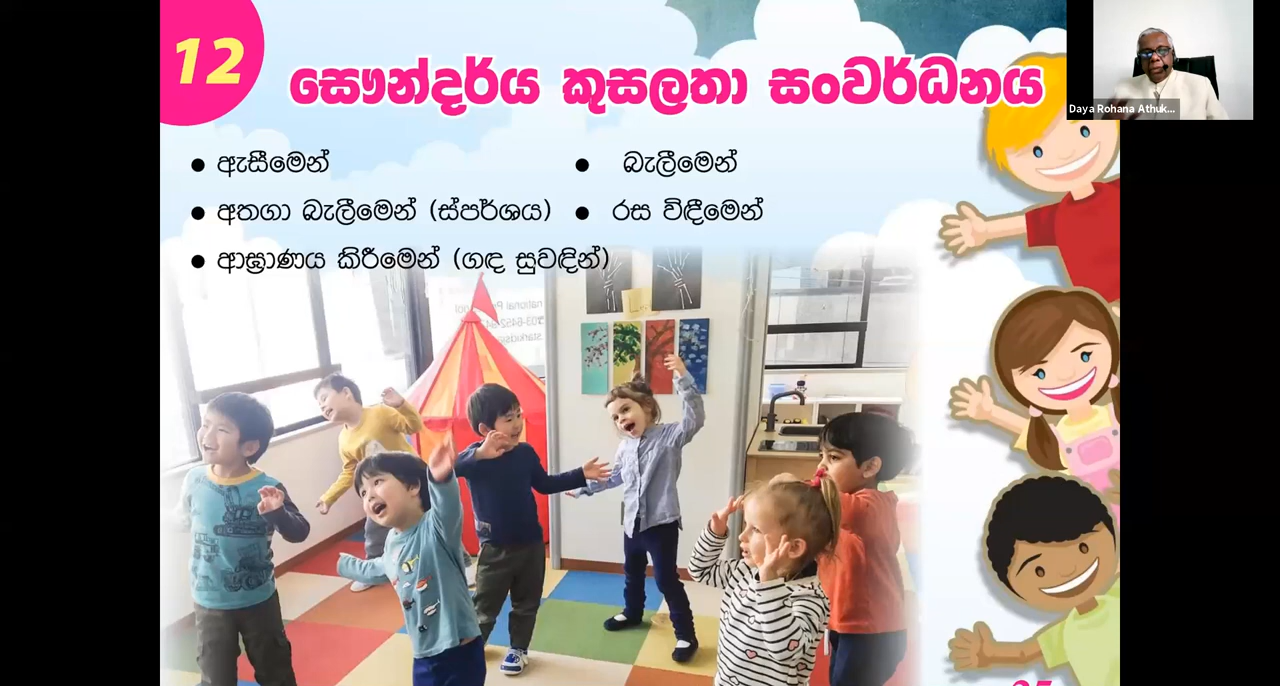 12
සෞන්දර්ය කුසලතා සංවර්ධනය
Daya Rohana Athuk...
● ඇසීමෙන්
● බැලීමෙන්
● අතගා බැලීමෙන් (ස්පර්ශය)
● රස විඳීමෙන්
● ආඝ්‍රාණය කිරීමෙන් (ගඳ සුවඳින්)